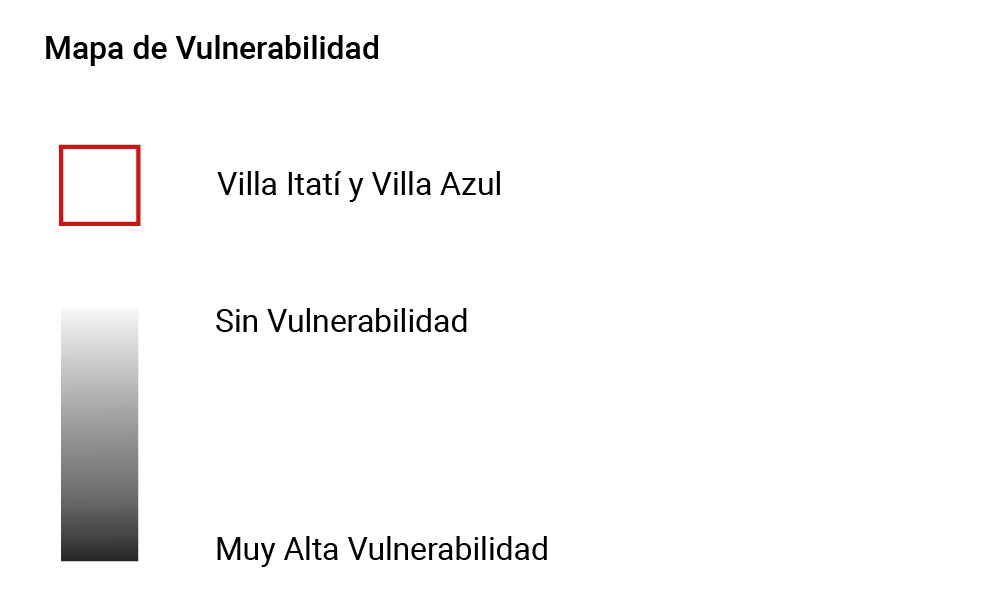 Mapa de Vulnerabilidad
Villa Itatí y Villa Azul
Sin Vulnerabilidad
Muy Alta Vulnerabilidad